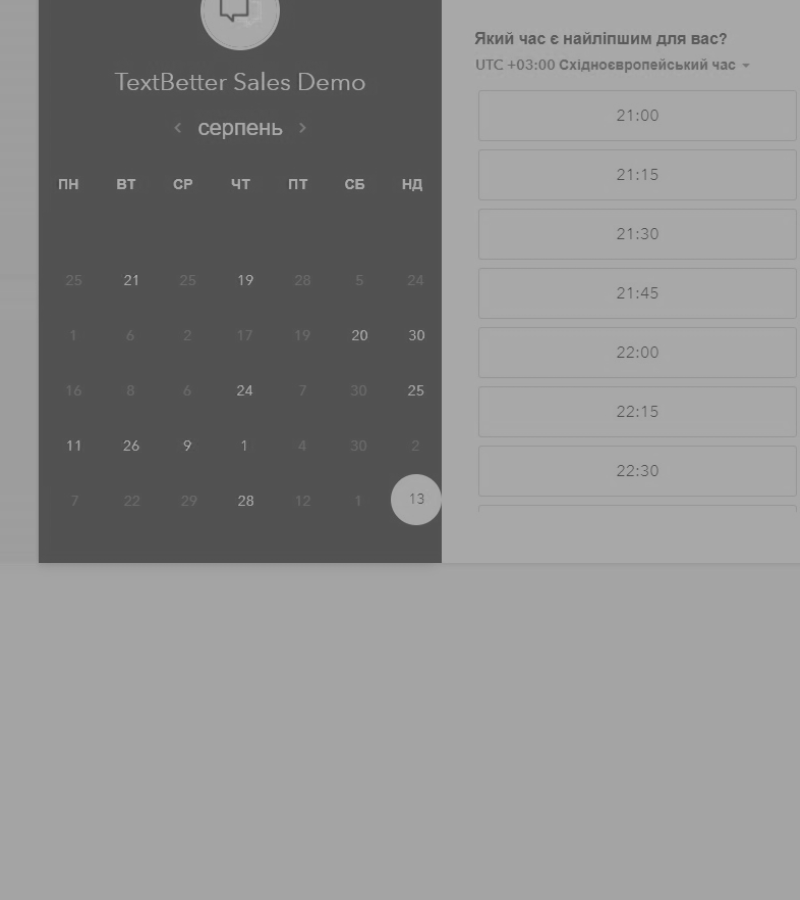 TextBetter Sales Demo
серпень
ПН ВТ СР ЧТ ПТ СБ НД
25 21 25 19 28 5 24
1 6 2 17 19 20 30
16 8 6 24 7 30 25
11 26 9 1 4 30 2
7 22 29 28 12 1 13
Який час є найліпшим для вас?
UTC +03:00 Східноєвропейський час
21:00
21:15
21:30
21:45
22:00
22:15
22:30